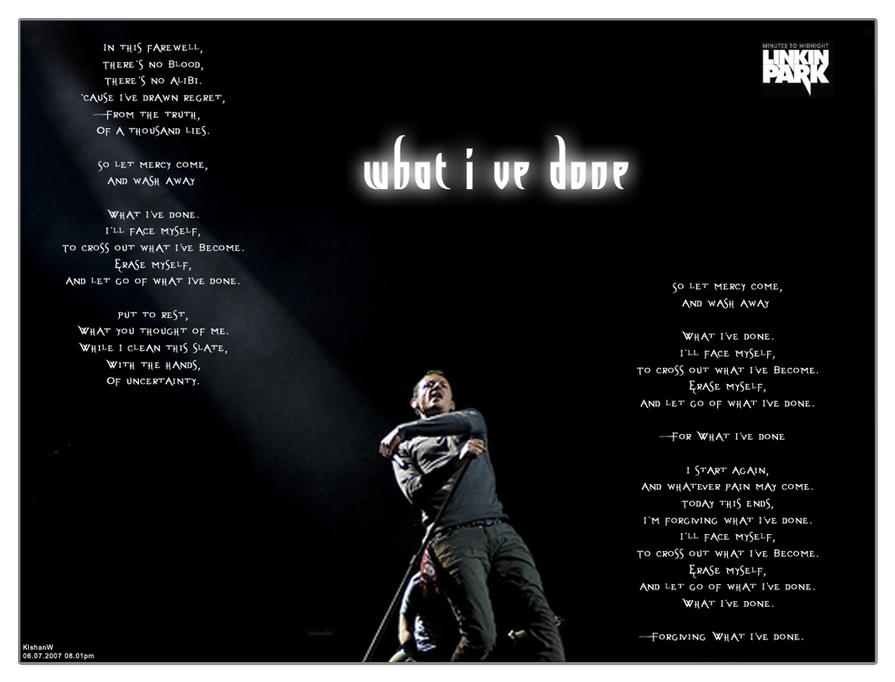 IN THIS FAREWELL,
THERE'S NO BLOOD,
THERE'S NO ALIBI.
'CAUSE I'VE DRAWN REGRET,
—FROM THE TRUTH,
OF A THOUSAND LIES.
SO LET MERCY COME,
AND WASH AWAY
WHAT I'VE DONE.
I'LL FACE MYSELF,
TO CROSS OUT WHAT I'VE BECOME.
ERASE MYSELF,
AND LET GO OF WHAT I'VE DONE.
PUT TO REST,
WHAT YOU THOUGHT OF ME.
WHILE I CLEAN THIS SLATE,
WITH THE HANDS,
OF UNCERTAINTY.
what i ve done
MINUTES TO MIDNIGHT
LINKIN
PARK
SO LET MERCY COME,
AND WASH AWAY
WHAT I'VE DONE.
I'LL FACE MYSELF,
TO CROSS OUT WHAT I'VE BECOME.
ERASE MYSELF,
AND LET GO OF WHAT I'VE DONE.
—FOR WHAT I'VE DONE
I START AGAIN,
AND WHATEVER PAIN MAY COME.
TODAY THIS ENDS,
I'M FORGIVING WHAT I'VE DONE.
I'LL FACE MYSELF,
TO CROSS OUT WHAT I'VE BECOME.
ERASE MYSELF,
AND LET GO OF WHAT I'VE DONE.
WHAT I'VE DONE.
—FORGIVING WHAT I'VE DONE.
KishanW
06.07.2007 08.01pm